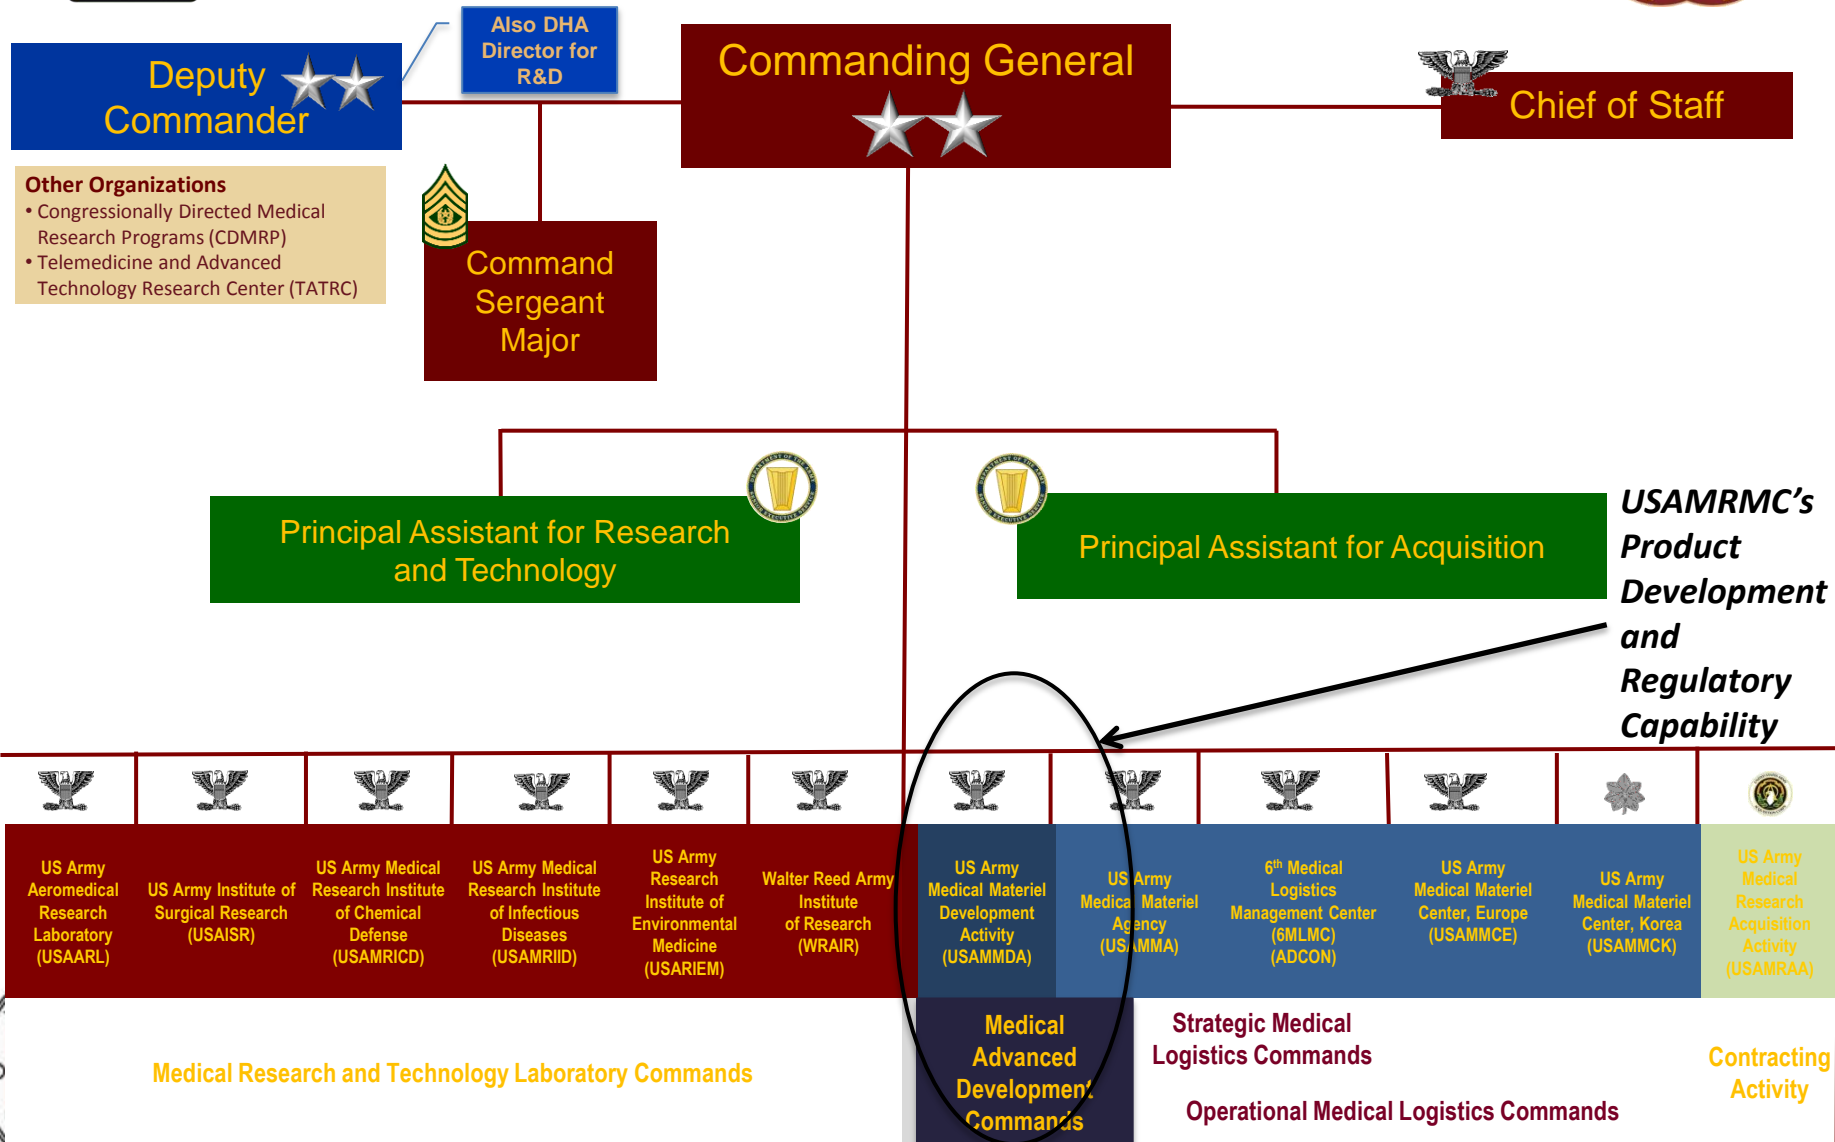 Also DHA
Director for
R&D
Deputy
Commander
Commanding General
Chief of Staff
Other Organizations
• Congressionally Directed Medical
Research Programs (CDMRP)
• Telemedicine and Advanced
Technology Research Center (TATRC)
Command
Sergeant
Major
Principal Assistant for Research
and Technology
Principal Assistant for Acquisition
USAMRMC’s
Product
Development
and
Regulatory
Capability
US Army
Aeromedical
Research
Laboratory
(USAARL)
US Army Institute of
Surgical Research
(USAISR)
US Army Medical
Research Institute
of Chemical
Defense
(USAMRICD)
US Army Medical
Research Institute
of Infectious
Diseases
(USAMRIID)
US Army
Research
Institute of
Environmental
Medicine
(USARIEM)
Walter Reed Army
Institute
of Research
(WRAIR)
US Army
Medical Materiel
Development
Activity
(USAMMDA)
US Army
Medical Materiel
Agency
(USAMMA)
6th Medical
Logistics
Management Center
(6MLMC)
(ADCON)
US Army
Medical Materiel
Center, Europe
(USAMMCE)
US Army
Medical Materiel
Center, Korea
(USAMMCK)
US Army
Medical
Research
Acquisition
Activity
(USAMRAA)
Medical Research and Technology Laboratory Commands
Medical
Advanced
Development
Commands
Strategic Medical
Logistics Commands
Operational Medical Logistics Commands
Contracting
Activity